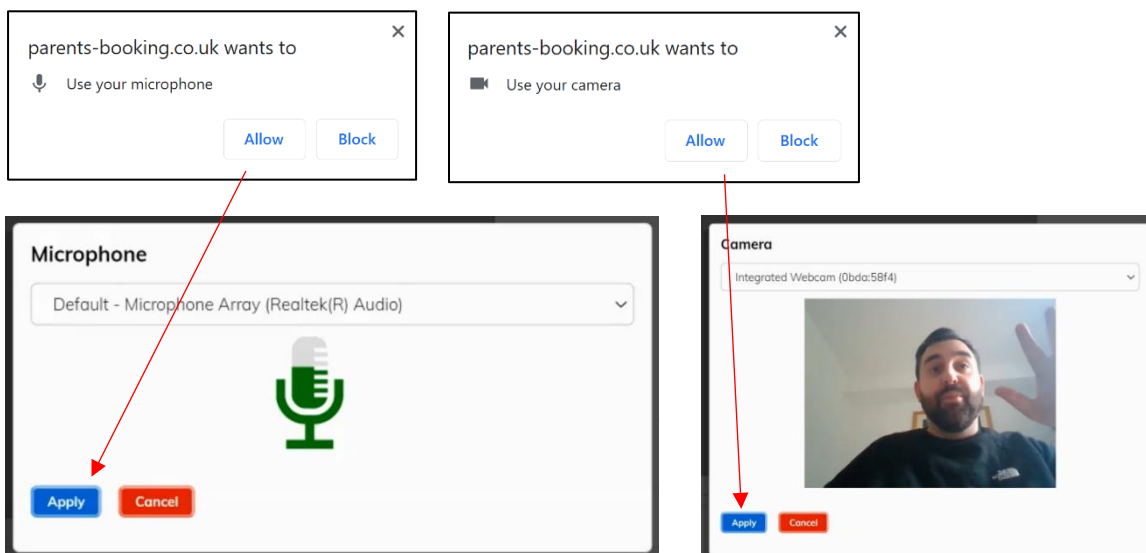 parents-booking.co.uk wants to
Use your microphone
Allow Block
parents-booking.co.uk wants to
Use your camera
Allow Block
Microphone
Default - Microphone Array (Realtek(R) Audio)
Apply Cancel
Camera
Integrated Webcam (0bda:58f4)
Apply Cancel